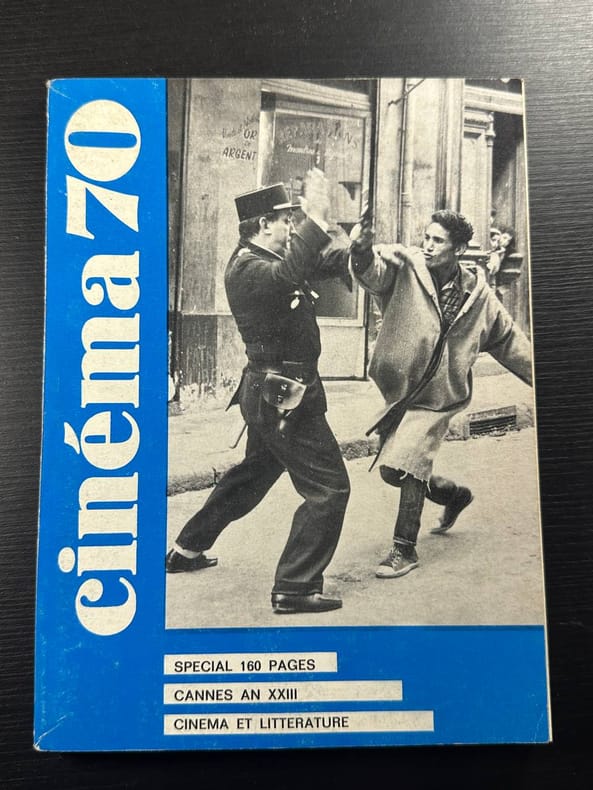 cinéma 70
OR
ARGENT
SPECIAL 160 PAGES
CANNES AN XXIII
CINEMA ET LITTERATURE